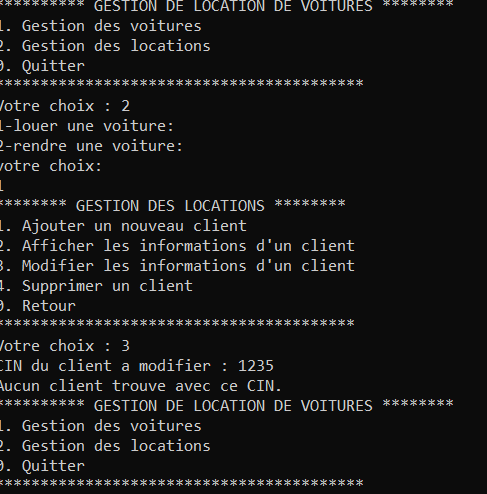 ********** GESTION DE LOCATION DE VOITURES ********
1. Gestion des voitures
2. Gestion des locations
0. Quitter
*****************************************
Votre choix : 2
1-louer une voiture:
2-rendre une voiture:
votre choix:
1
******** GESTION DES LOCATIONS ********
1. Ajouter un nouveau client
2. Afficher les informations d'un client
3. Modifier les informations d'un client
4. Supprimer un client
0. Retour
****************************************
Votre choix : 3
CIN du client a modifier : 1235
Aucun client trouve avec ce CIN.
********** GESTION DE LOCATION DE VOITURES ********
1. Gestion des voitures
2. Gestion des locations
0. Quitter
*****************************************